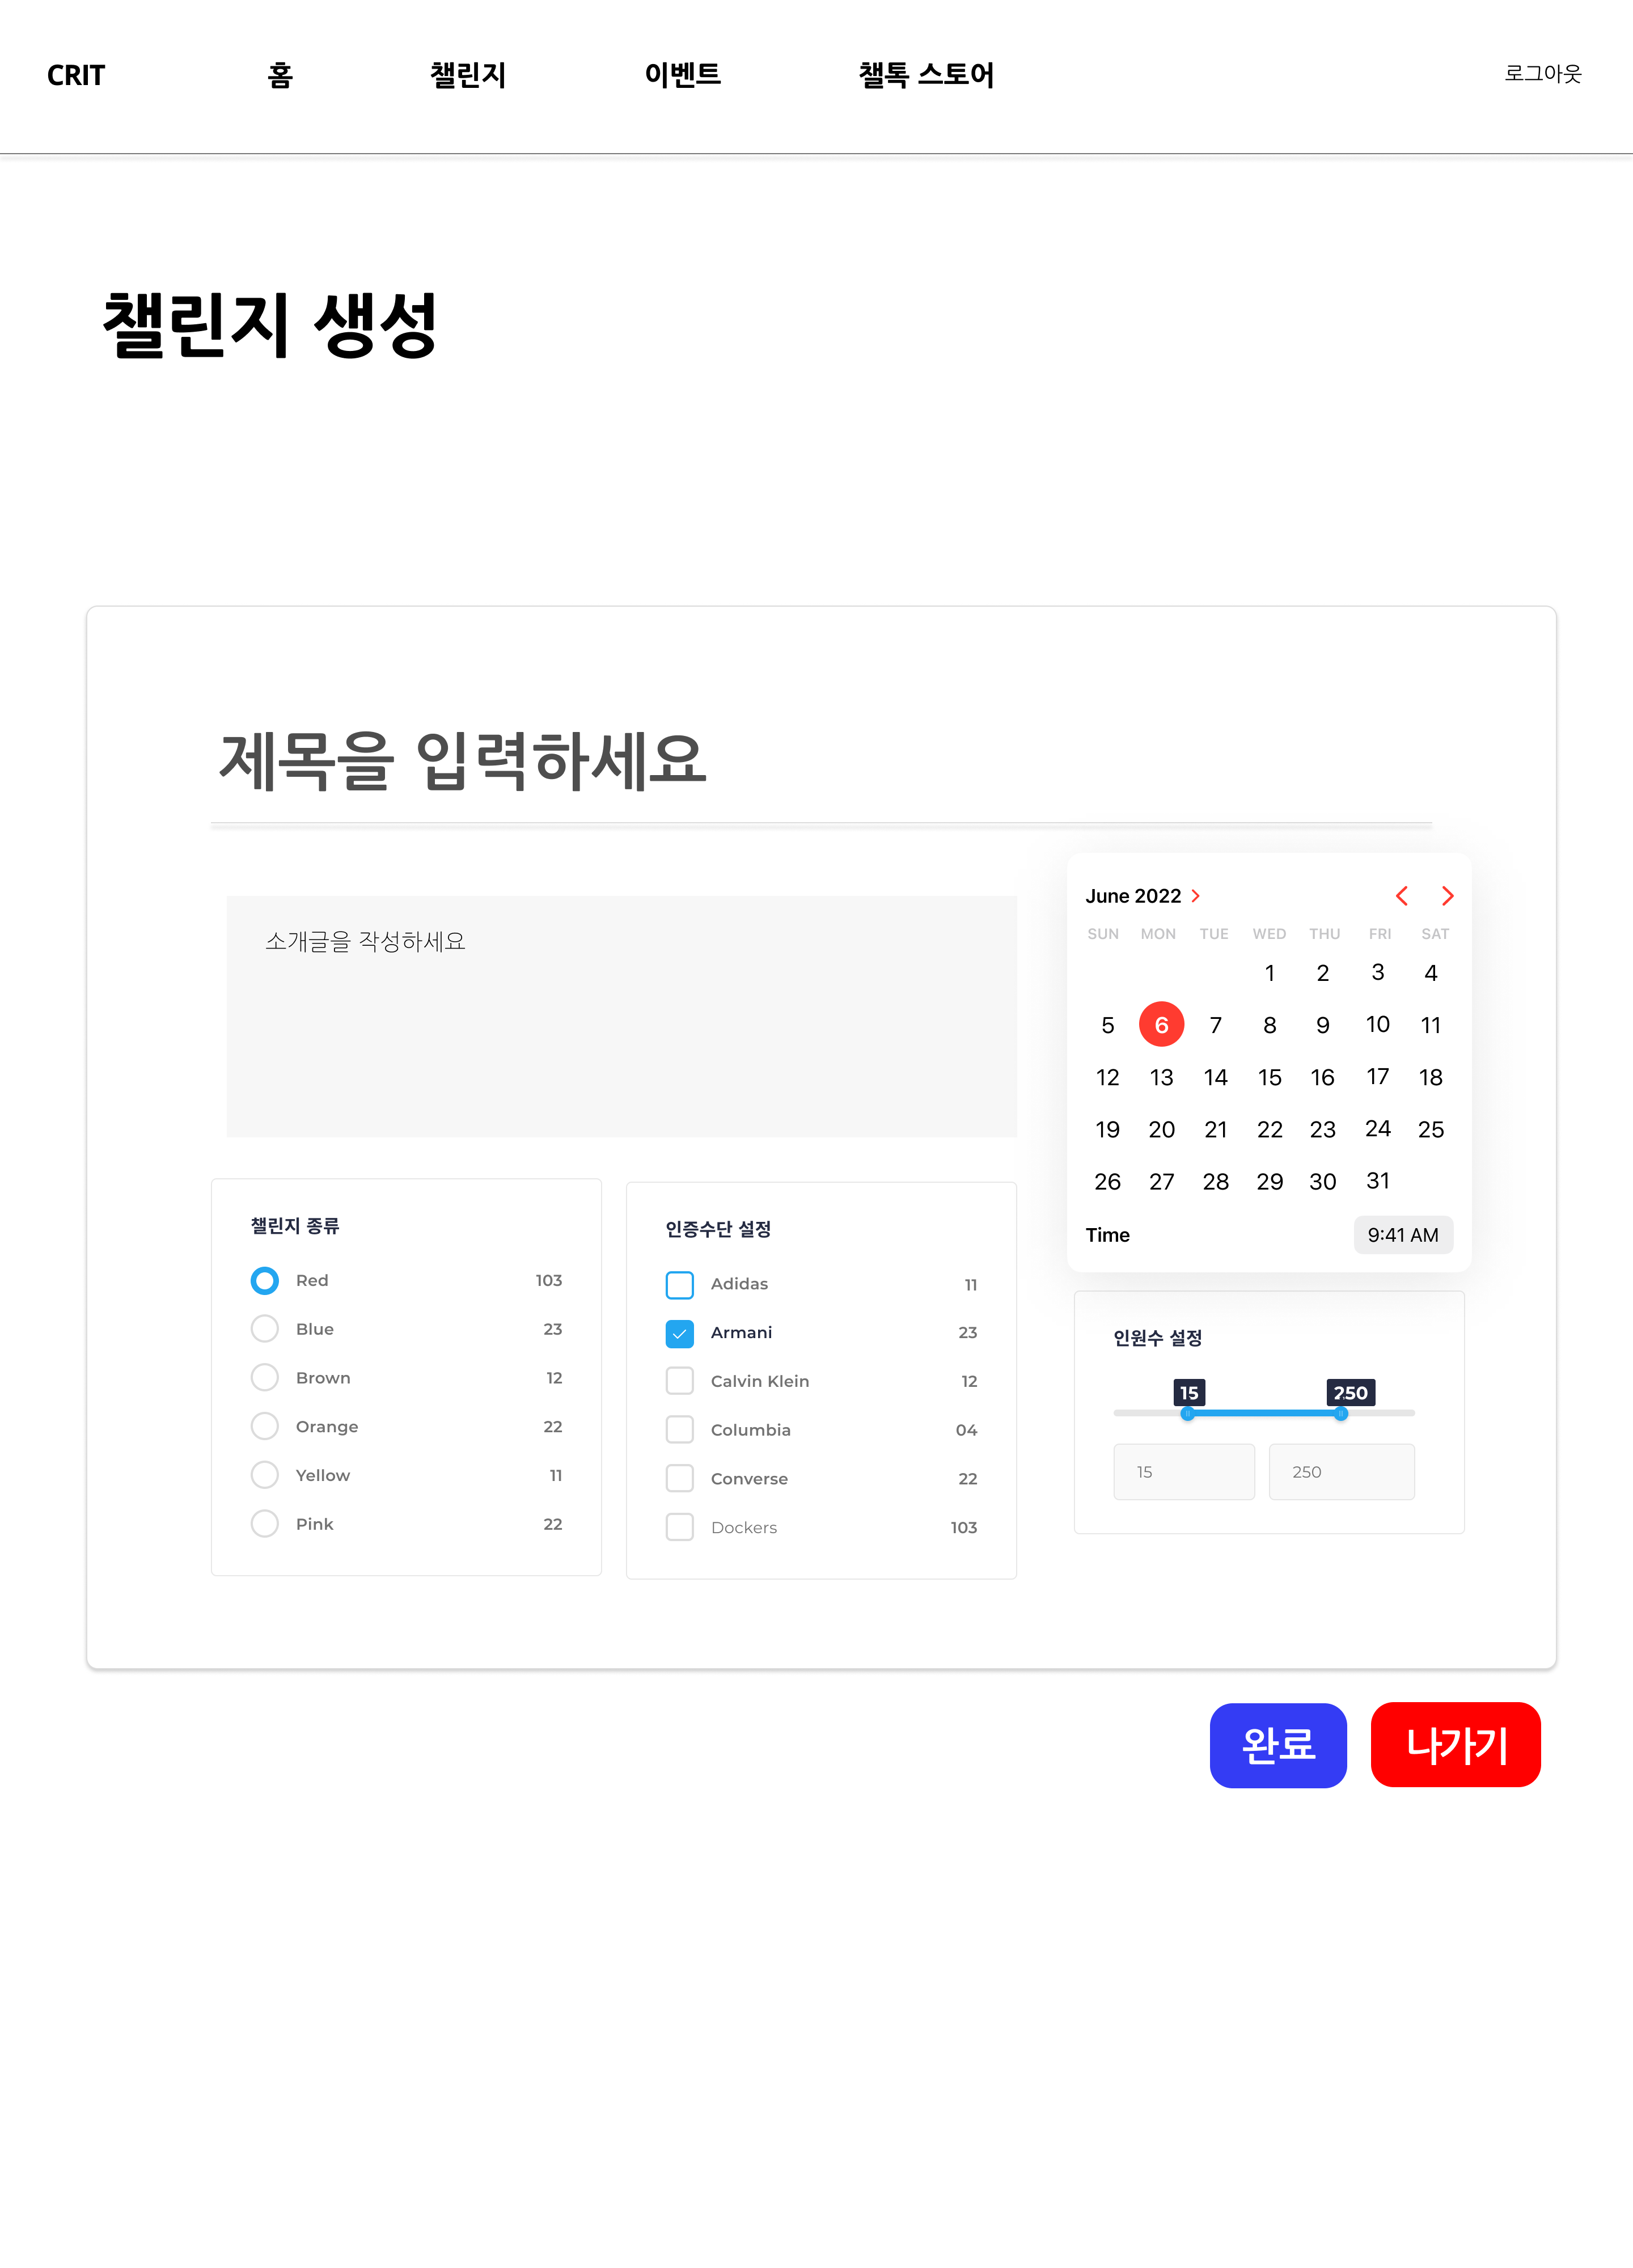 CRIT 홈 챌린지 이벤트 챌톡 스토어 로그아웃
챌린지 생성
제목을 입력하세요
소개글을 작성하세요
June 2022
SUN MON TUE WED THU FRI SAT
1 2 3 4
5 6 7 8 9 10 11
12 13 14 15 16 17 18
19 20 21 22 23 24 25
26 27 28 29 30 31
Time 9:41 AM
챌린지 종류
Red 103
Blue 23
Brown 12
Orange 22
Yellow 11
Pink 22
인증수단 설정
Adidas 11
Armani 23
Calvin Klein 12
Columbia 04
Converse 22
Dockers 103
인원수 설정
15 250
15 250
완료 나가기